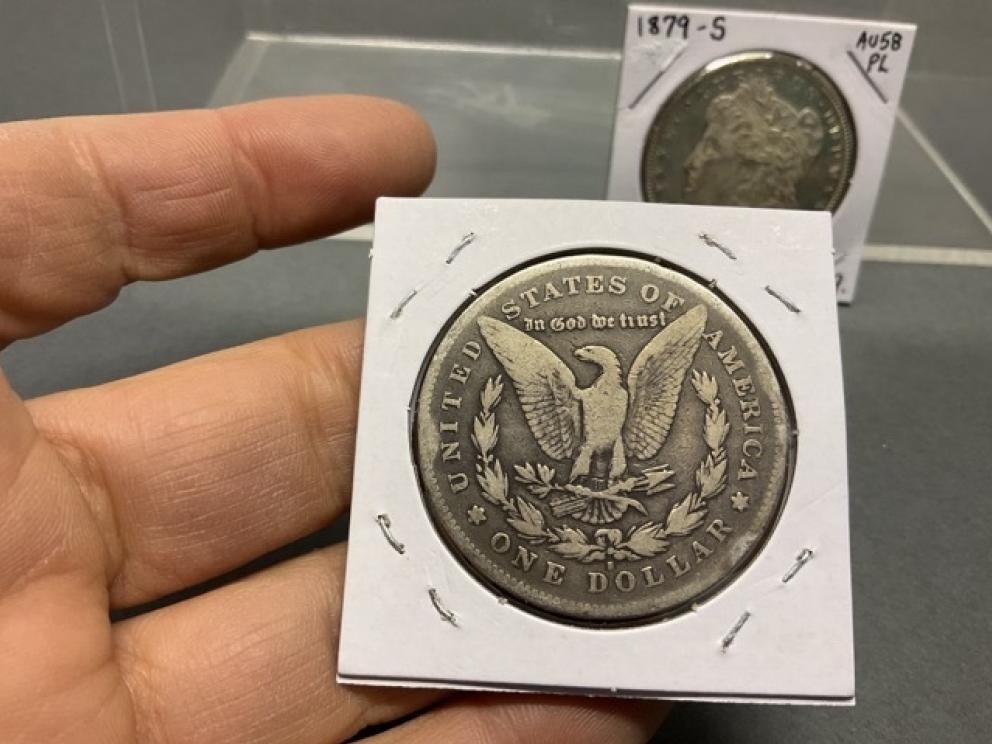 1879-S
AU58
PL
UNITED STATES OF AMERICA
In God we trust
ONE DOLLAR